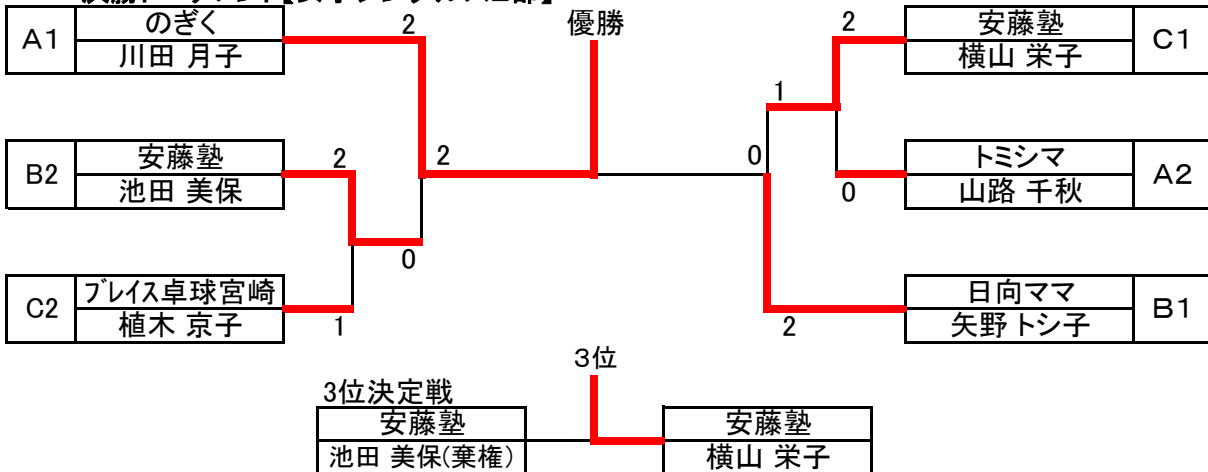 A1
のぎく
川田 月子
2
優勝
2
安藤塾
横山 栄子
C1
1
B2
安藤塾
池田 美保
2
2
0
トミシマ
山路 千秋
A2
0
0
C2
ブレイス卓球宮崎
植木 京子
1
2
日向ママ
矢野 トシ子
B1
3位
3位決定戦
安藤塾
池田 美保(棄権)
安藤塾
横山 栄子